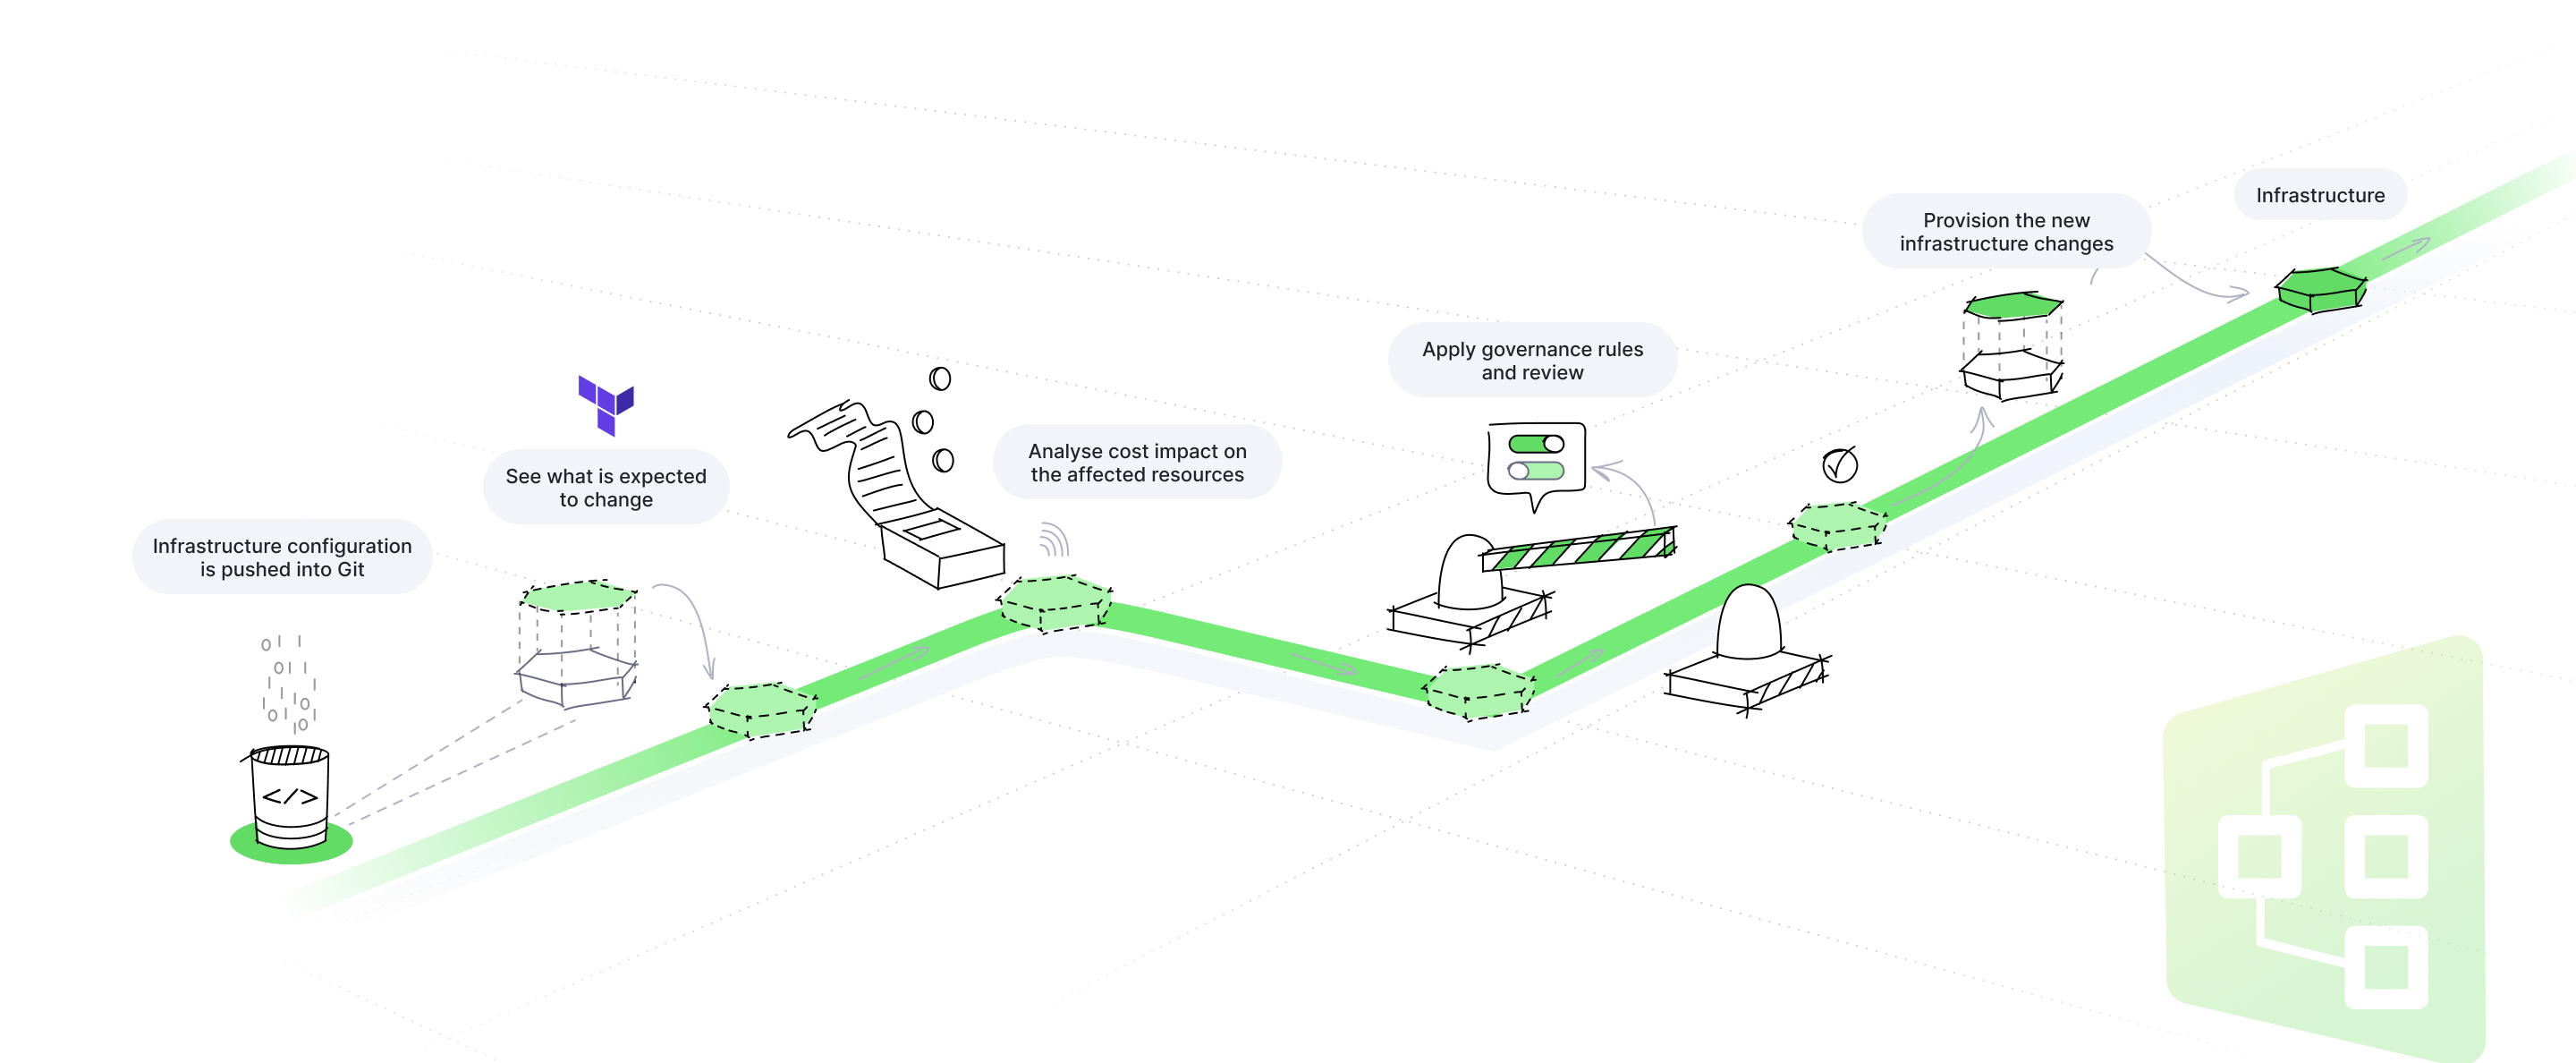 Infrastructure configuration
is pushed into Git
</>
See what is expected
to change
Analyse cost impact on
the affected resources
Apply governance rules
and review
Provision the new
infrastructure changes
Infrastructure